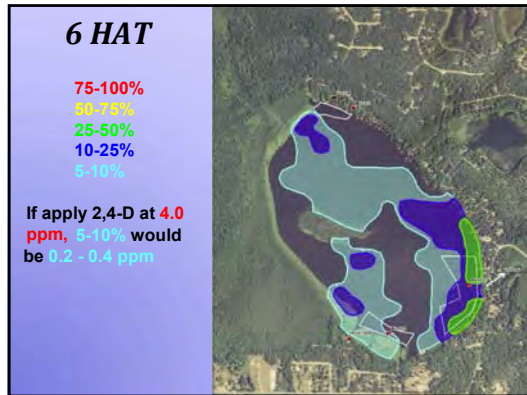 6 HAT
75-100%
50-75%
25-50%
10-25%
5-10%
If apply 2,4-D at 4.0
ppm, 5-10% would
be 0.2 - 0.4 ppm